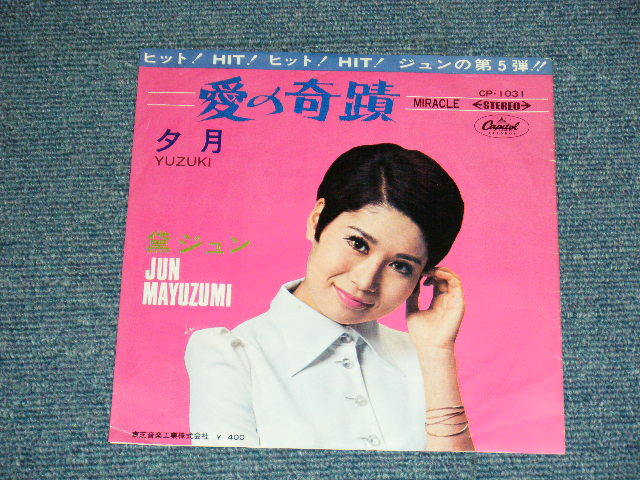 ヒット! HIT! ヒット! HIT! ジュンの第5弾!!
CP-1031
愛の奇蹟
MIRACLE
STEREO
Capitol
RECORDS
夕月
YUZUKI
黛ジュン
JUN
MAYUZUMI
東芝音楽工業株式会社 ¥ 400